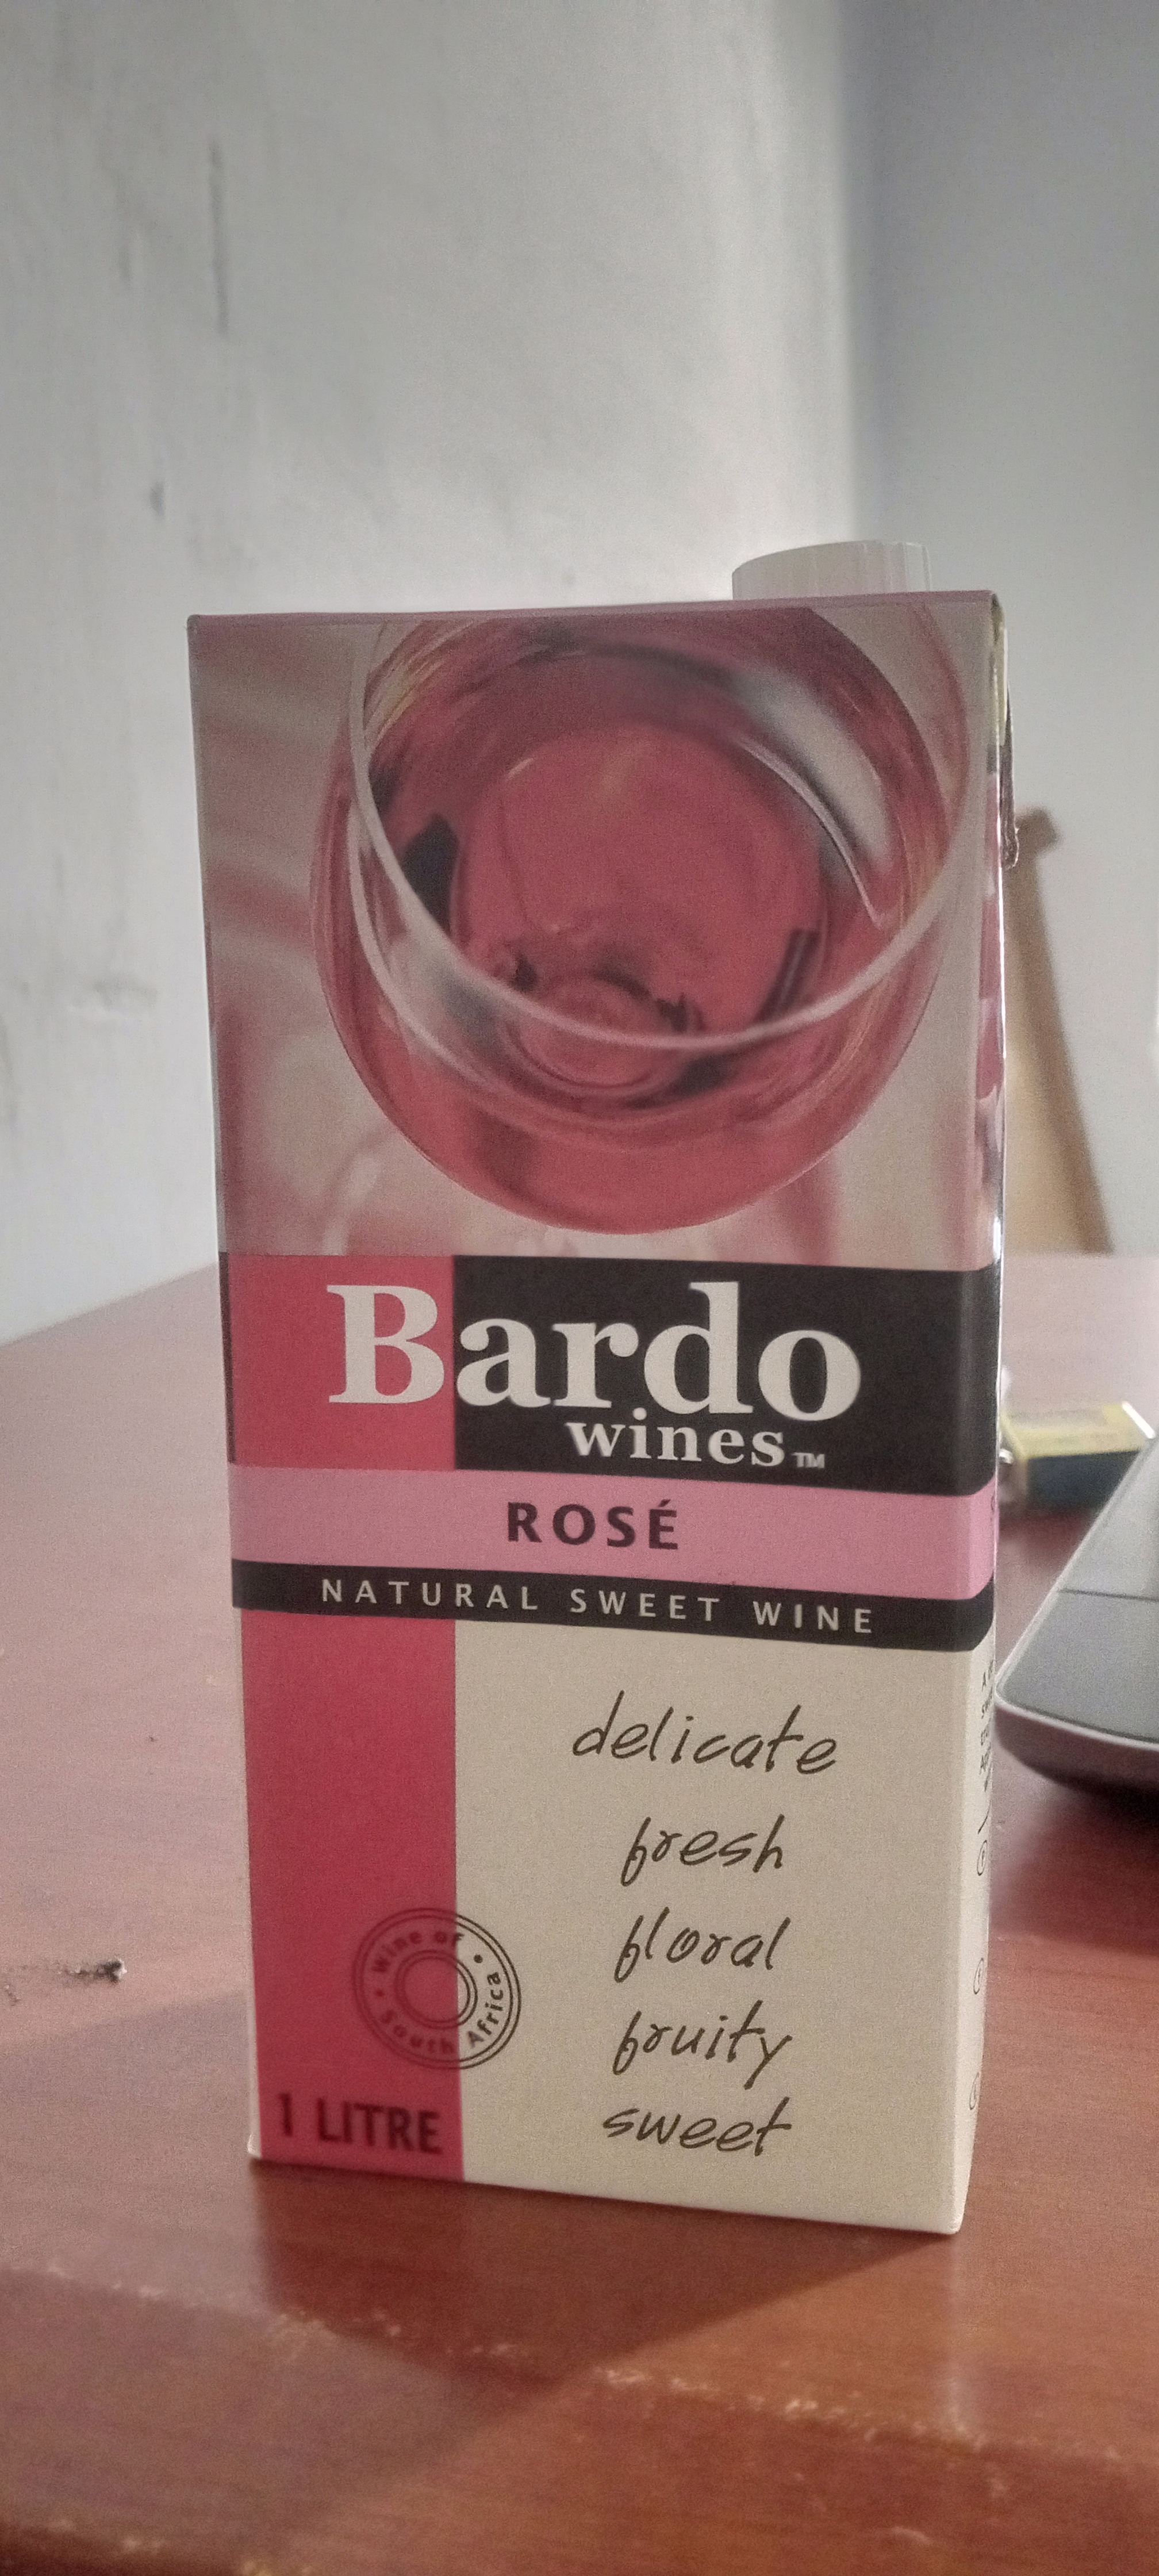 Bardo
wines™
ROSÉ
NATURAL SWEET WINE
delicate
fresh
floral
fruity
sweet
Wine of
South Africa
1 LITRE